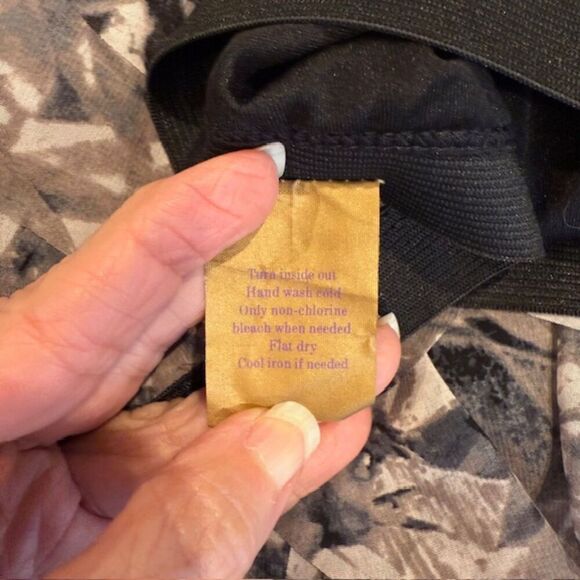 Turn inside out
Hand wash cold
Only non-chlorine
bleach when needed
Flat dry
Cool iron if needed